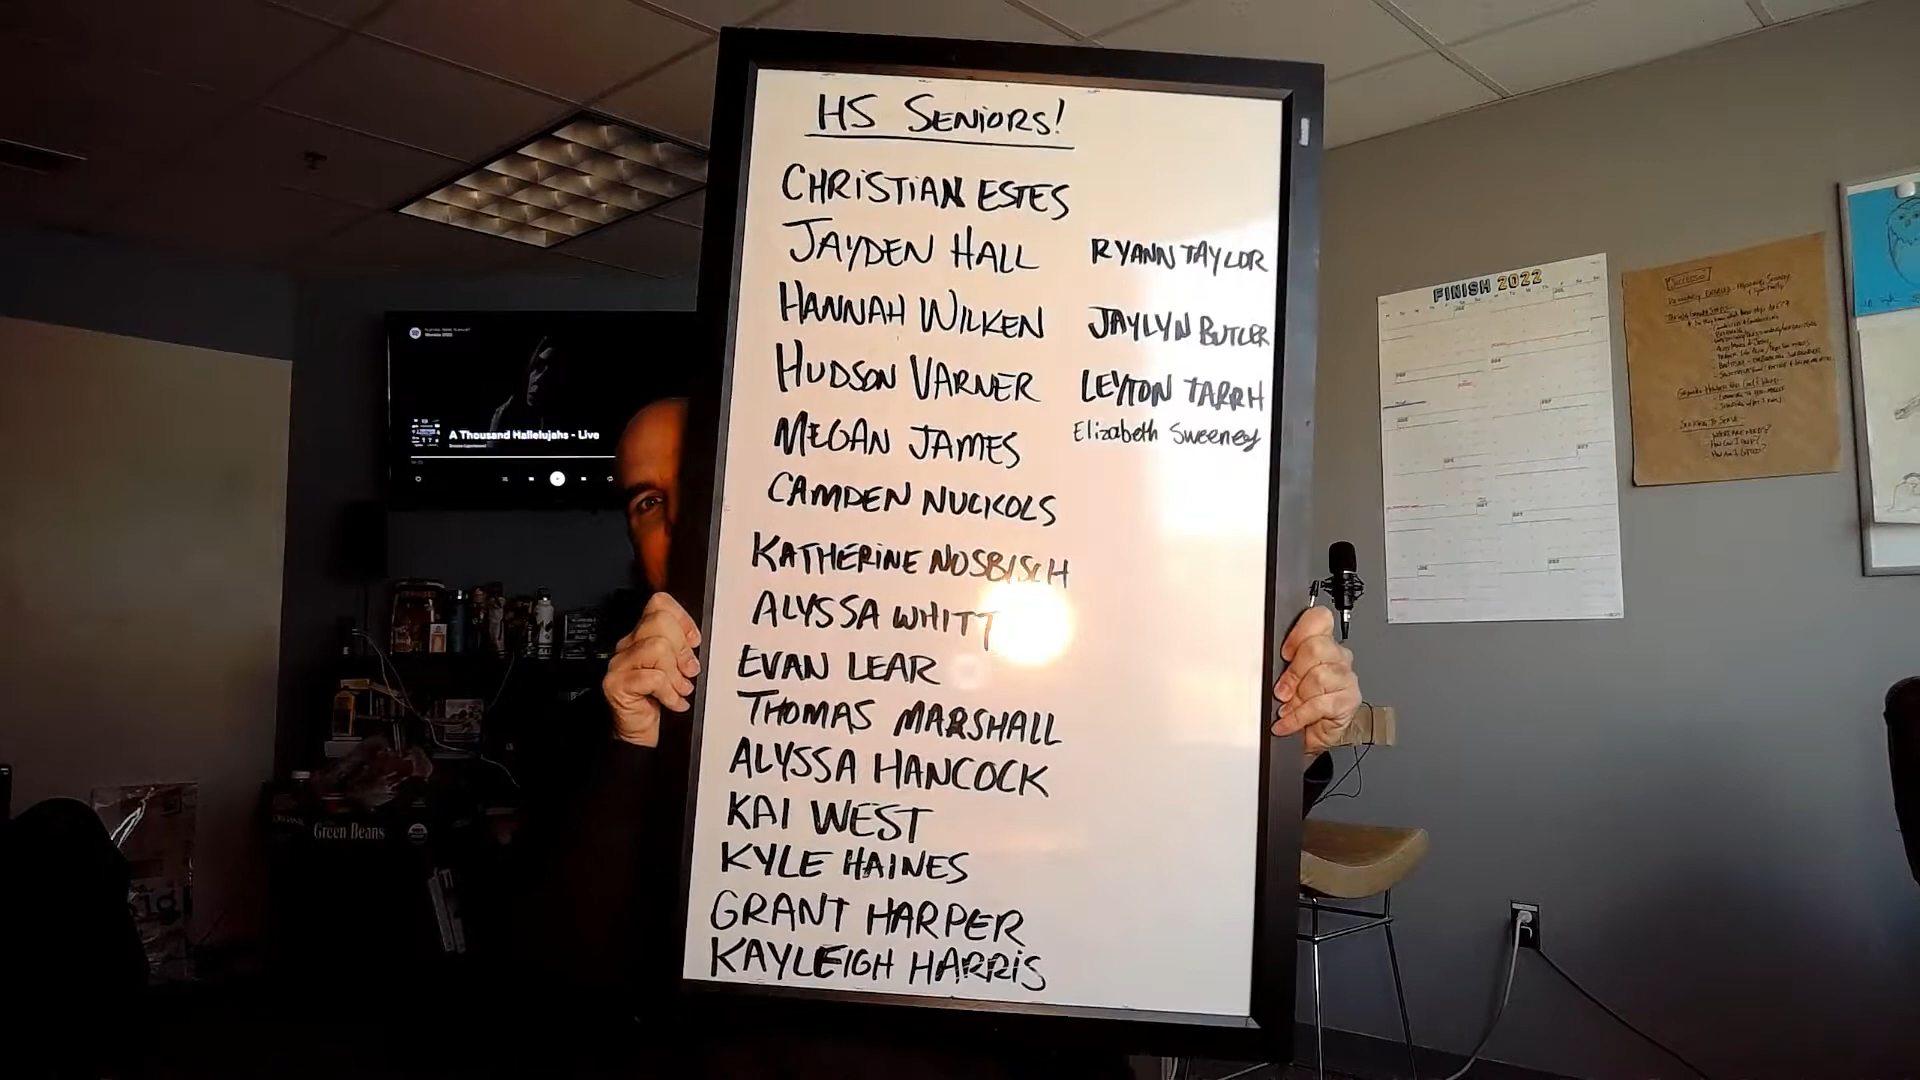 HS SENIORS!
CHRISTIAN ESTES
JAYDEN HALL
HANNAH WILKEN
HUDSON VARNER
MEGAN JAMES
CAMDEN NUCKOLS
KATHERINE NOSBISCH
ALYSSA WHITT
EVAN LEAR
THOMAS MARSHALL
ALYSSA HANCOCK
KAI WEST
KYLE HAINES
GRANT HARPER
KAYLEIGH HARRIS
RYANN TAYLOR
JAYLYN BUTLER
LEYTON TARRH
Elizabeth Sweeney
A Thousand Hallelujahs - Live
Green Beans
FINISH 2022